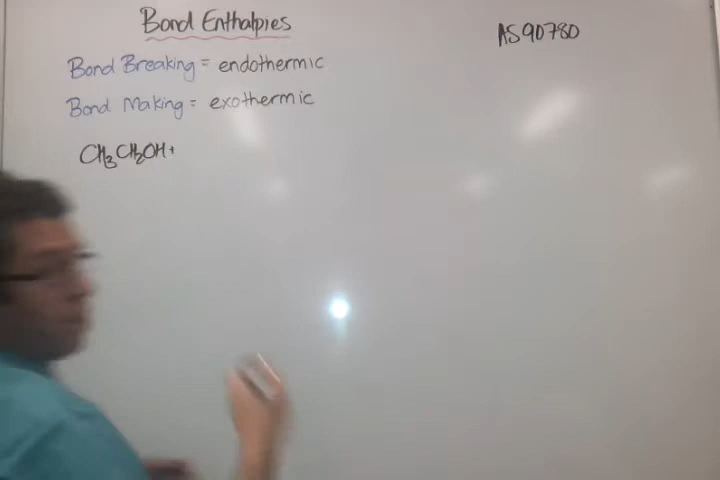 Bond Enthalpies
AS90780
Bond Breaking = endothermic
Bond Making = exothermic
CH3CH2OH +